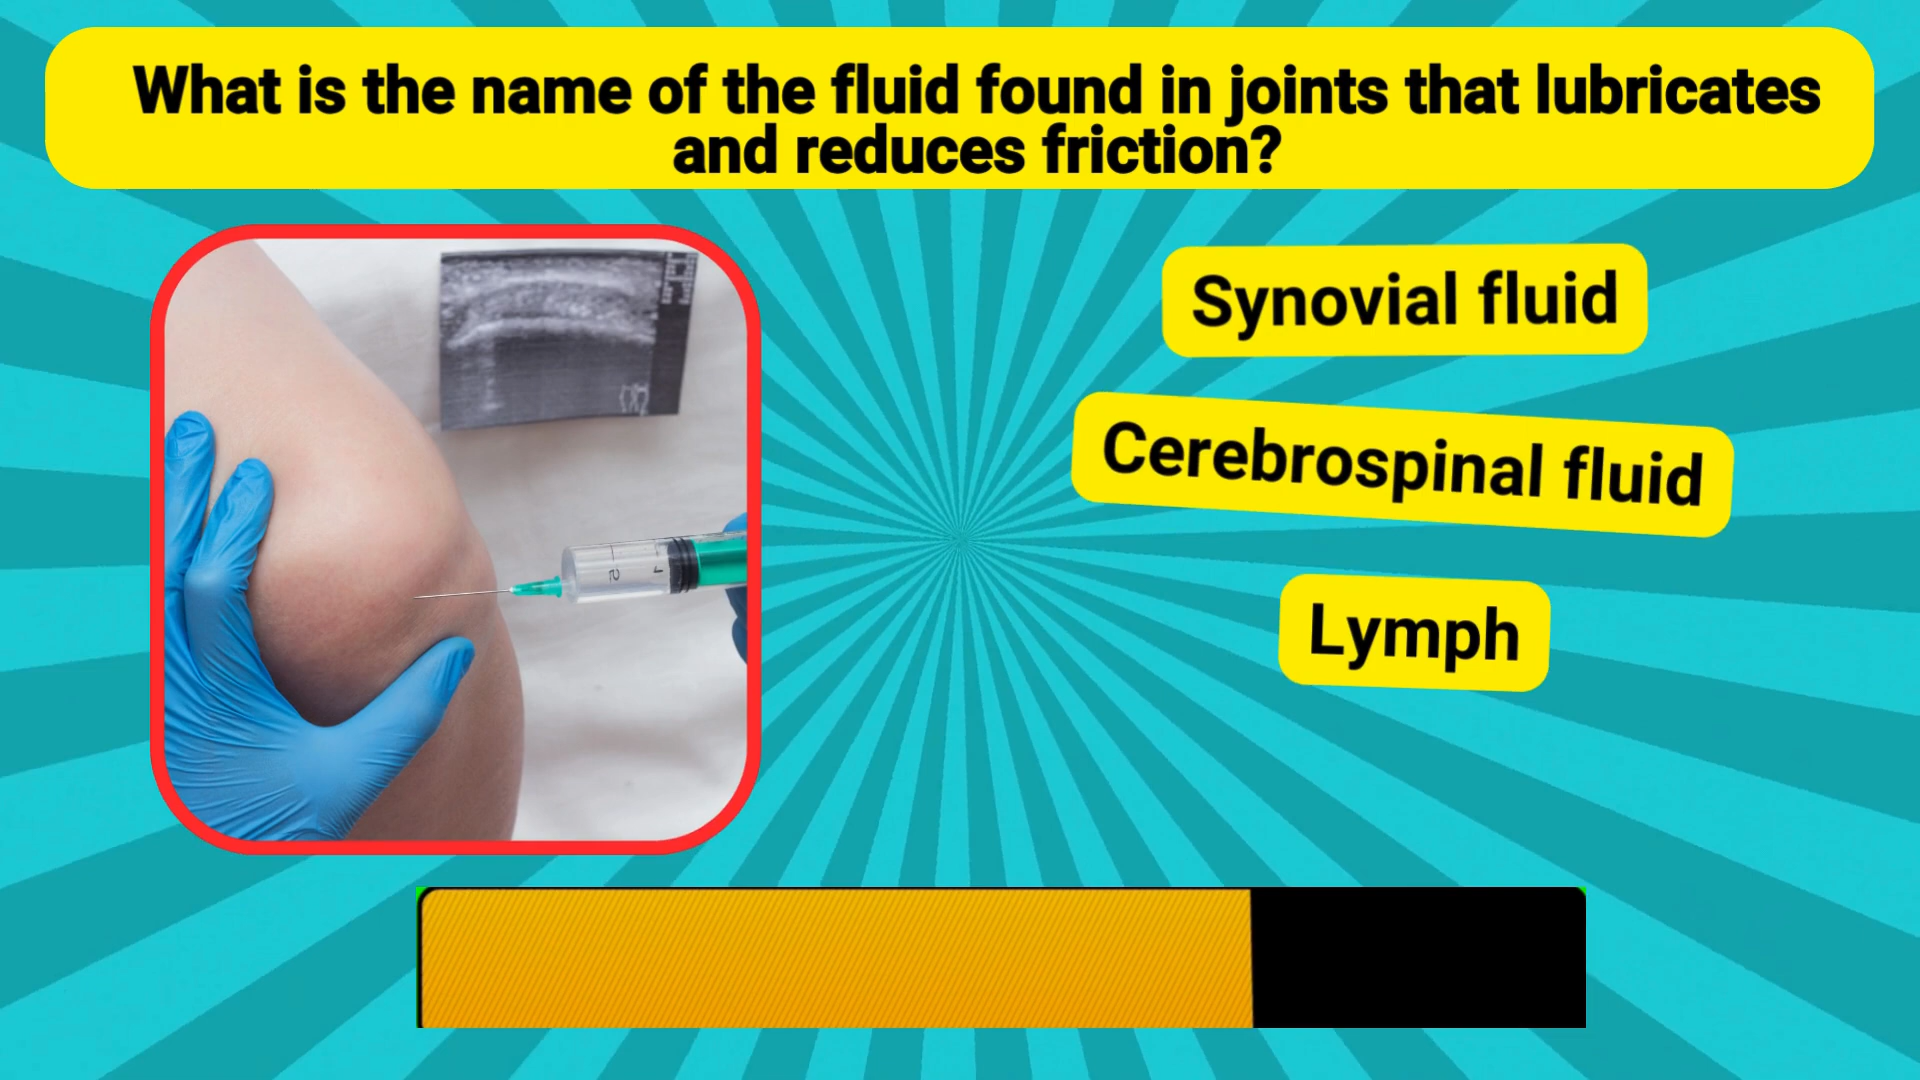 What is the name of the fluid found in joints that lubricates
and reduces friction?
Synovial fluid
Cerebrospinal fluid
Lymph